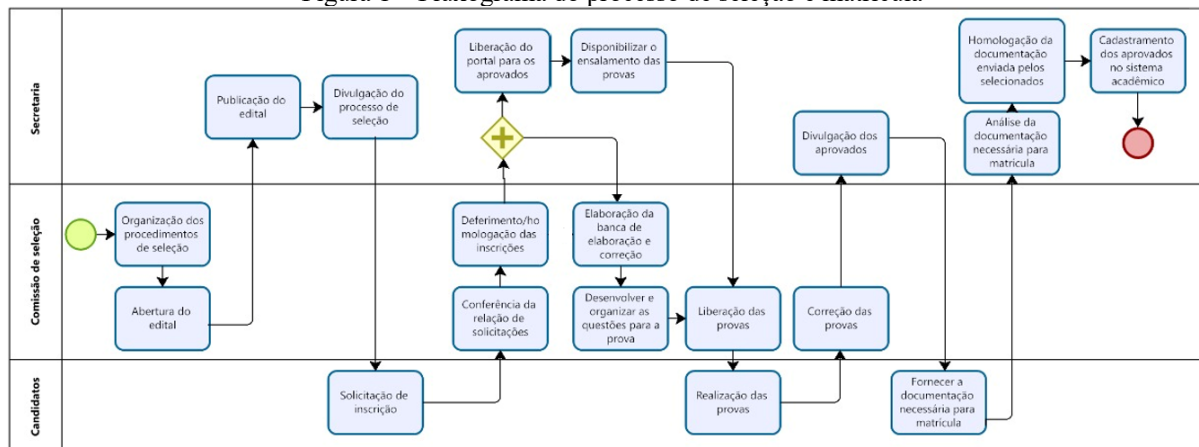 Figura - Fluxograma do processo de seleção e matrícula
Secretaria
Publicação do
edital
Divulgação do
processo de
seleção
Liberação do
portal para os
aprovados
Disponibilizar o
ensalamento das
provas
Divulgação dos
aprovados
Homologação da
documentação
enviada pelos
selecionados
Cadastramento
dos aprovados
no sistema
acadêmico
Análise da
documentação
necessária para
matrícula
Comissão de seleção
Organização dos
procedimentos
de seleção
Abertura do
edital
Deferimento/ho
mologação das
inscrições
Conferência da
relação de
solicitações
Elaboração da
banca de
elaboração e
correção
Desenvolver e
organizar as
questões para a
prova
Liberação das
provas
Correção das
provas
Candidatos
Solicitação de
inscrição
Realização das
provas
Fornecer a
documentação
necessária para
matrícula